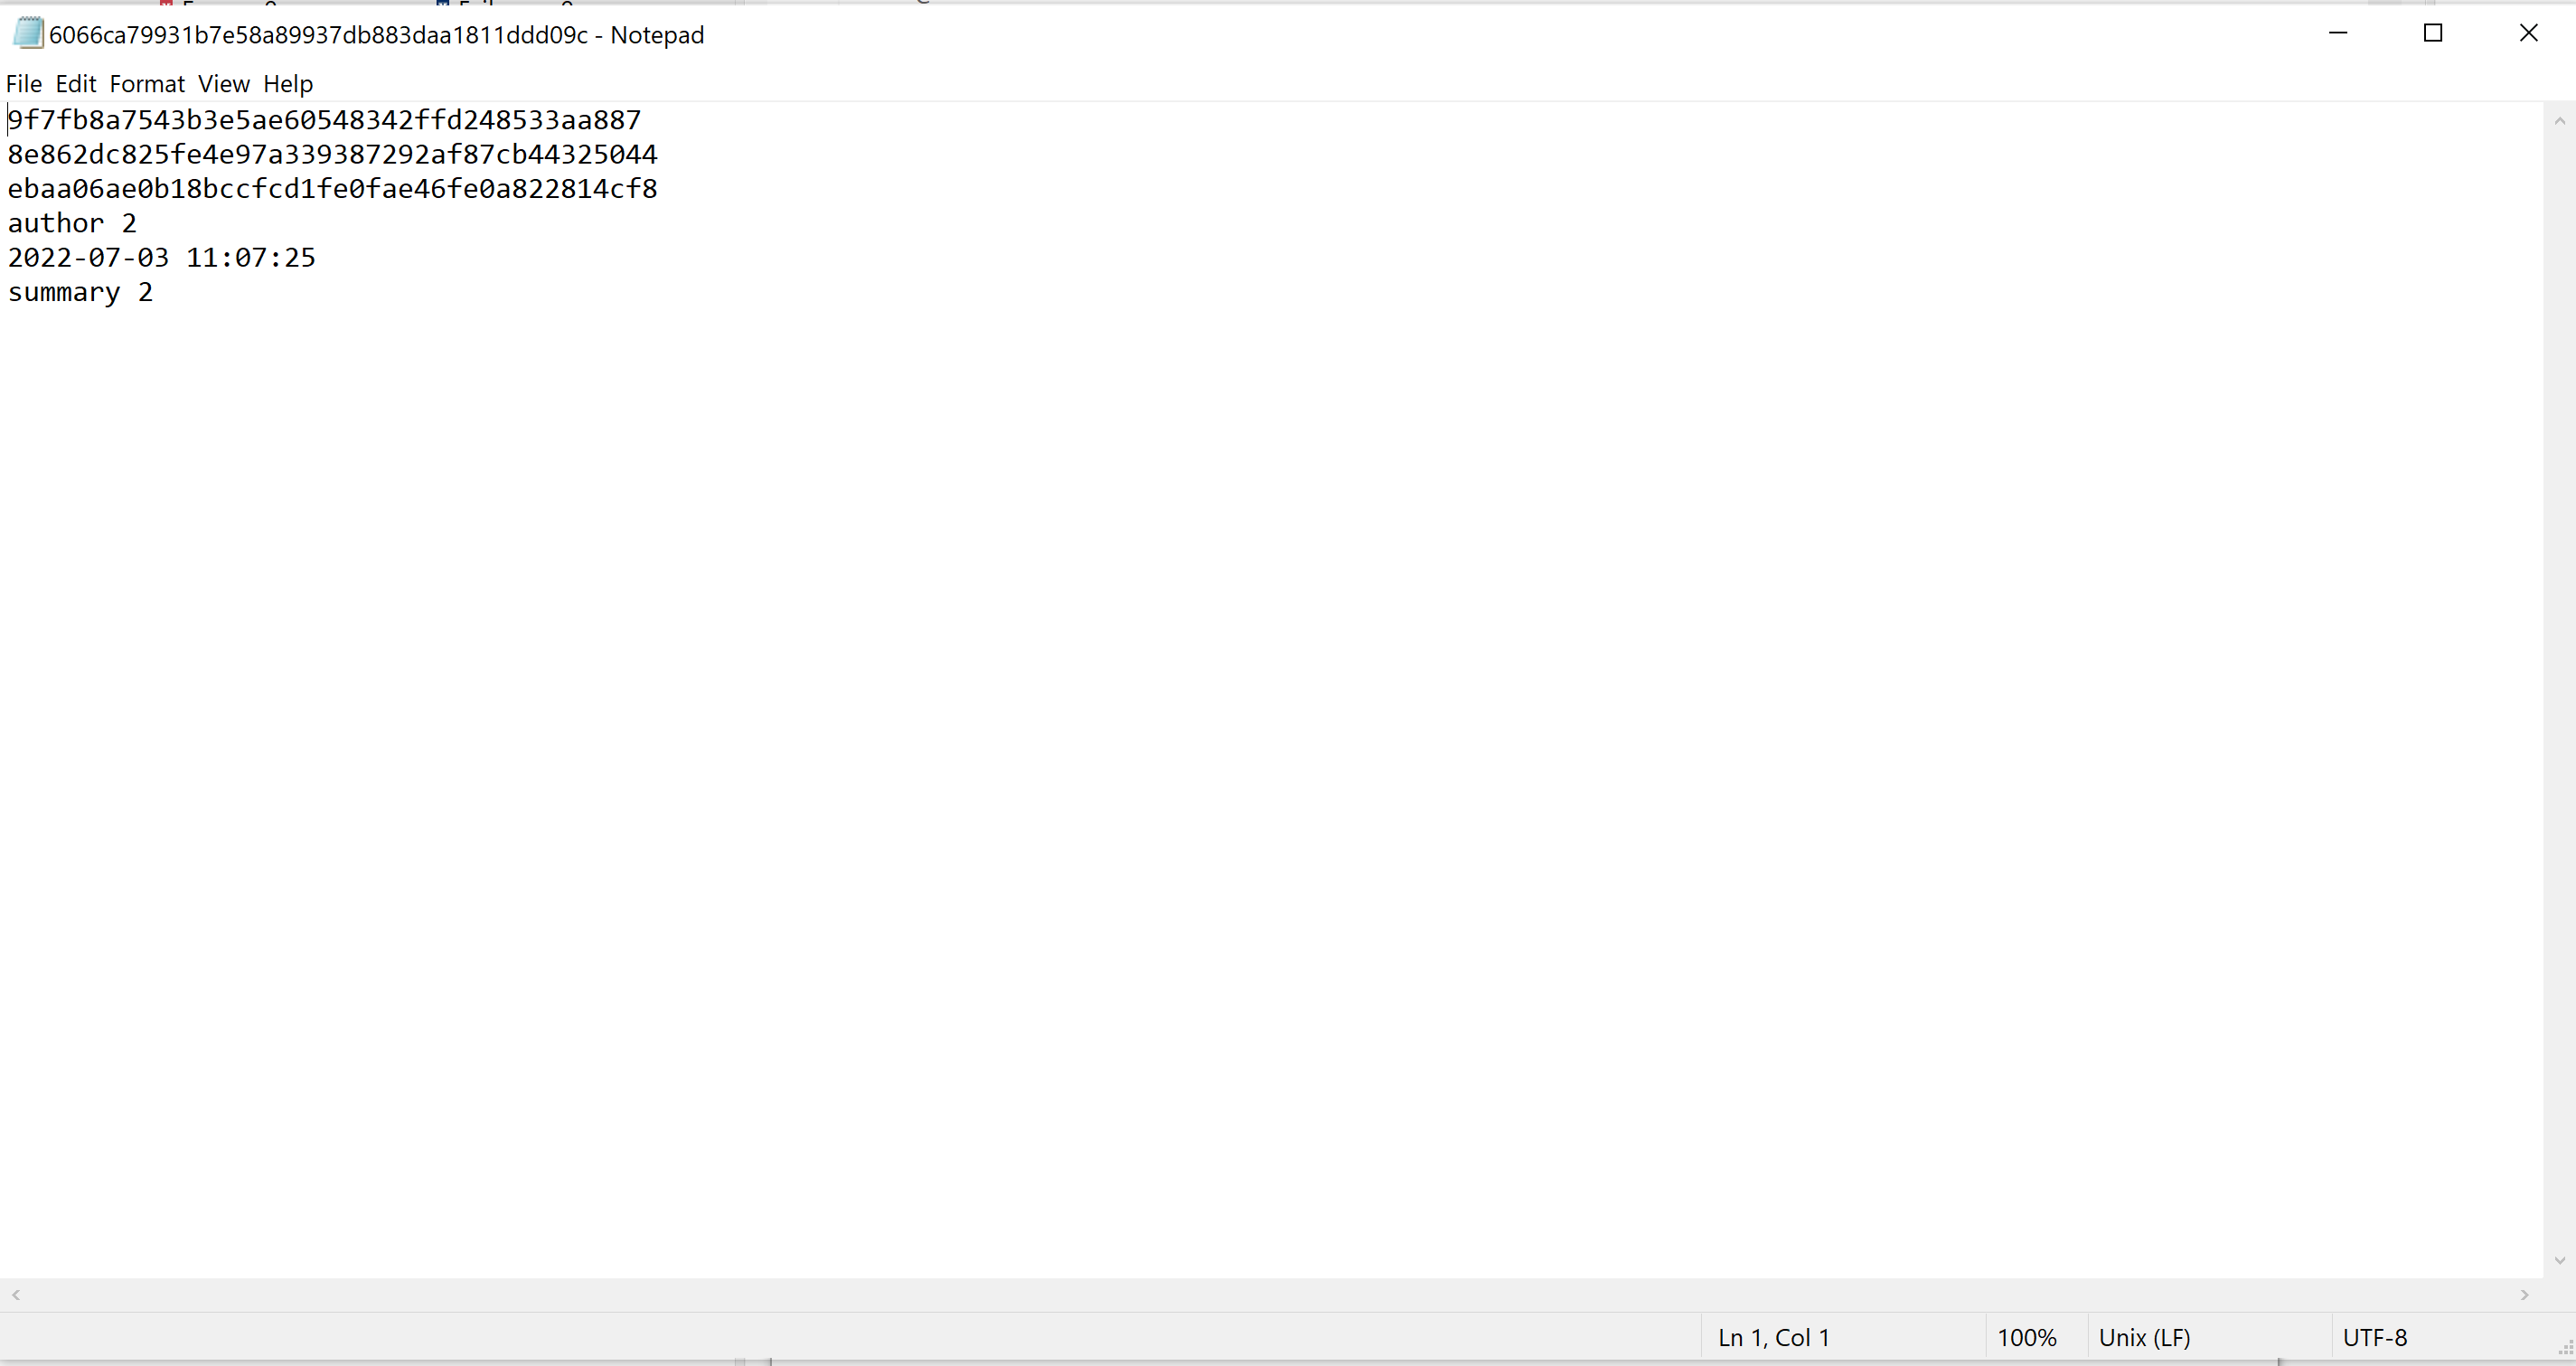 6066ca79931b7e58a89937db883daa1811ddd09c - Notepad
File Edit Format View Help
9f7fb8a7543b3e5ae60548342ffd248533aa887
8e862dc825fe4e97a339387292af87cb44325044
ebaa06ae0b18bccfcd1fe0fae46fe0a822814cf8
author 2
2022-07-03 11:07:25
summary 2
Ln 1, Col 1
100%
Unix (LF)
UTF-8